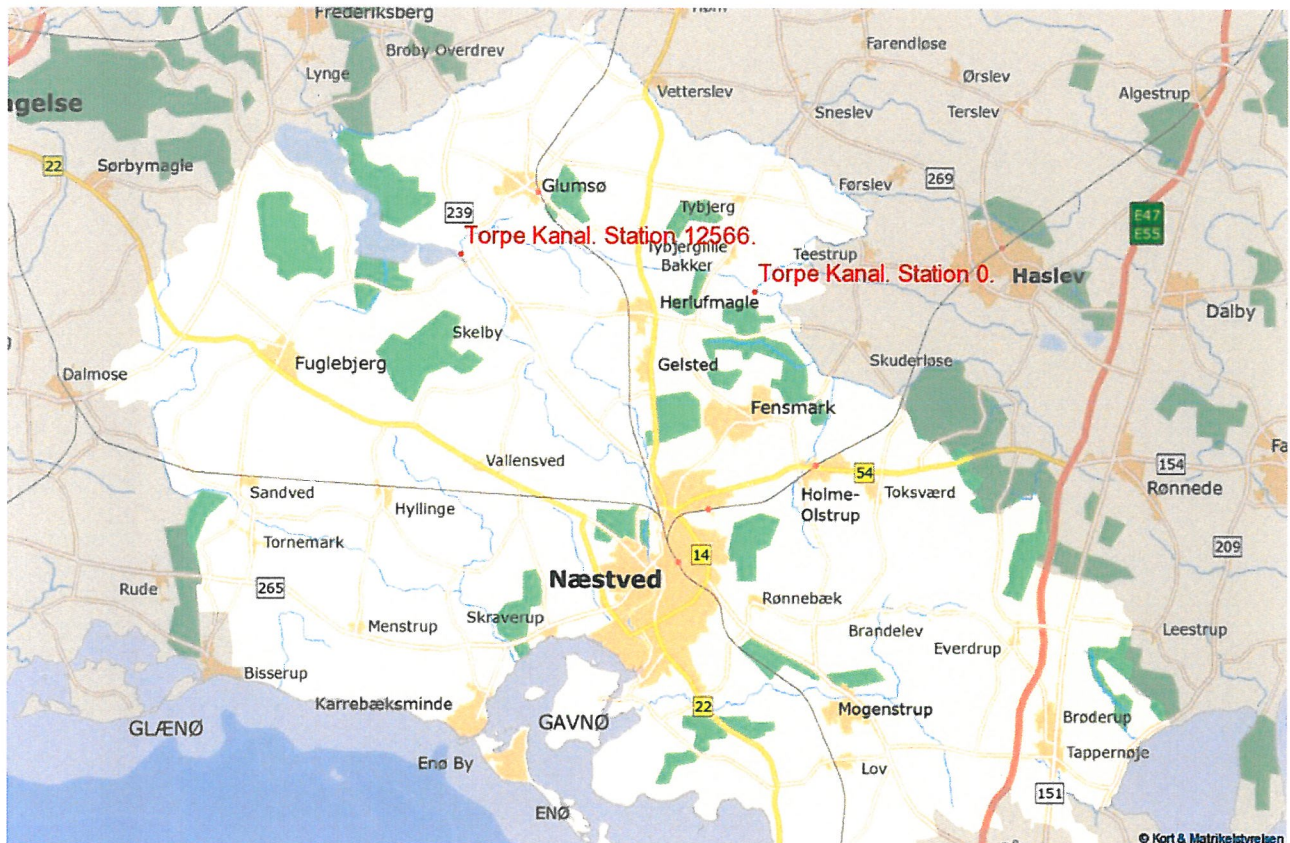 Frederiksberg
Høm
Broby Overdrev
Farendløse
Lynge
Ørslev
Vetterslev
Algestrup
agelse
Sneslev
Terslev
22
Sørbymagle
269
Glumsø
Førslev
239
Tybjerg
E47
E55
Torpe Kanal. Station 12566.
Tybjerglille
Bakker
Teestrup
Torpe Kanal. Station 0.
Haslev
Herlufmagle
Dalby
Skelby
Fuglebjerg
Gelsted
Skuderløse
Dalmose
Fensmark
Vallensved
54
154
Rønnede
Sandved
Holme-
Olstrup
Toksværd
Hyllinge
Tornemark
209
14
Næstved
Rude
265
Rønnebæk
Menstrup
Skraverup
Brandelev
Leestrup
Everdrup
Bisserup
Karrebæksminde
22
Mogenstrup
GLÆNØ
GAVNØ
Brøderup
Tappernøje
Enø By
Lov
151
ENØ
© Kort & Matrikelstyrelsen